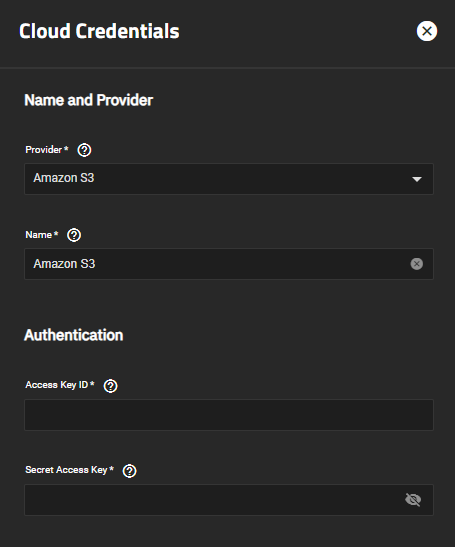 Cloud Credentials
Name and Provider
Provider *
Amazon S3
Name *
Amazon S3
Authentication
Access Key ID *
Secret Access Key *